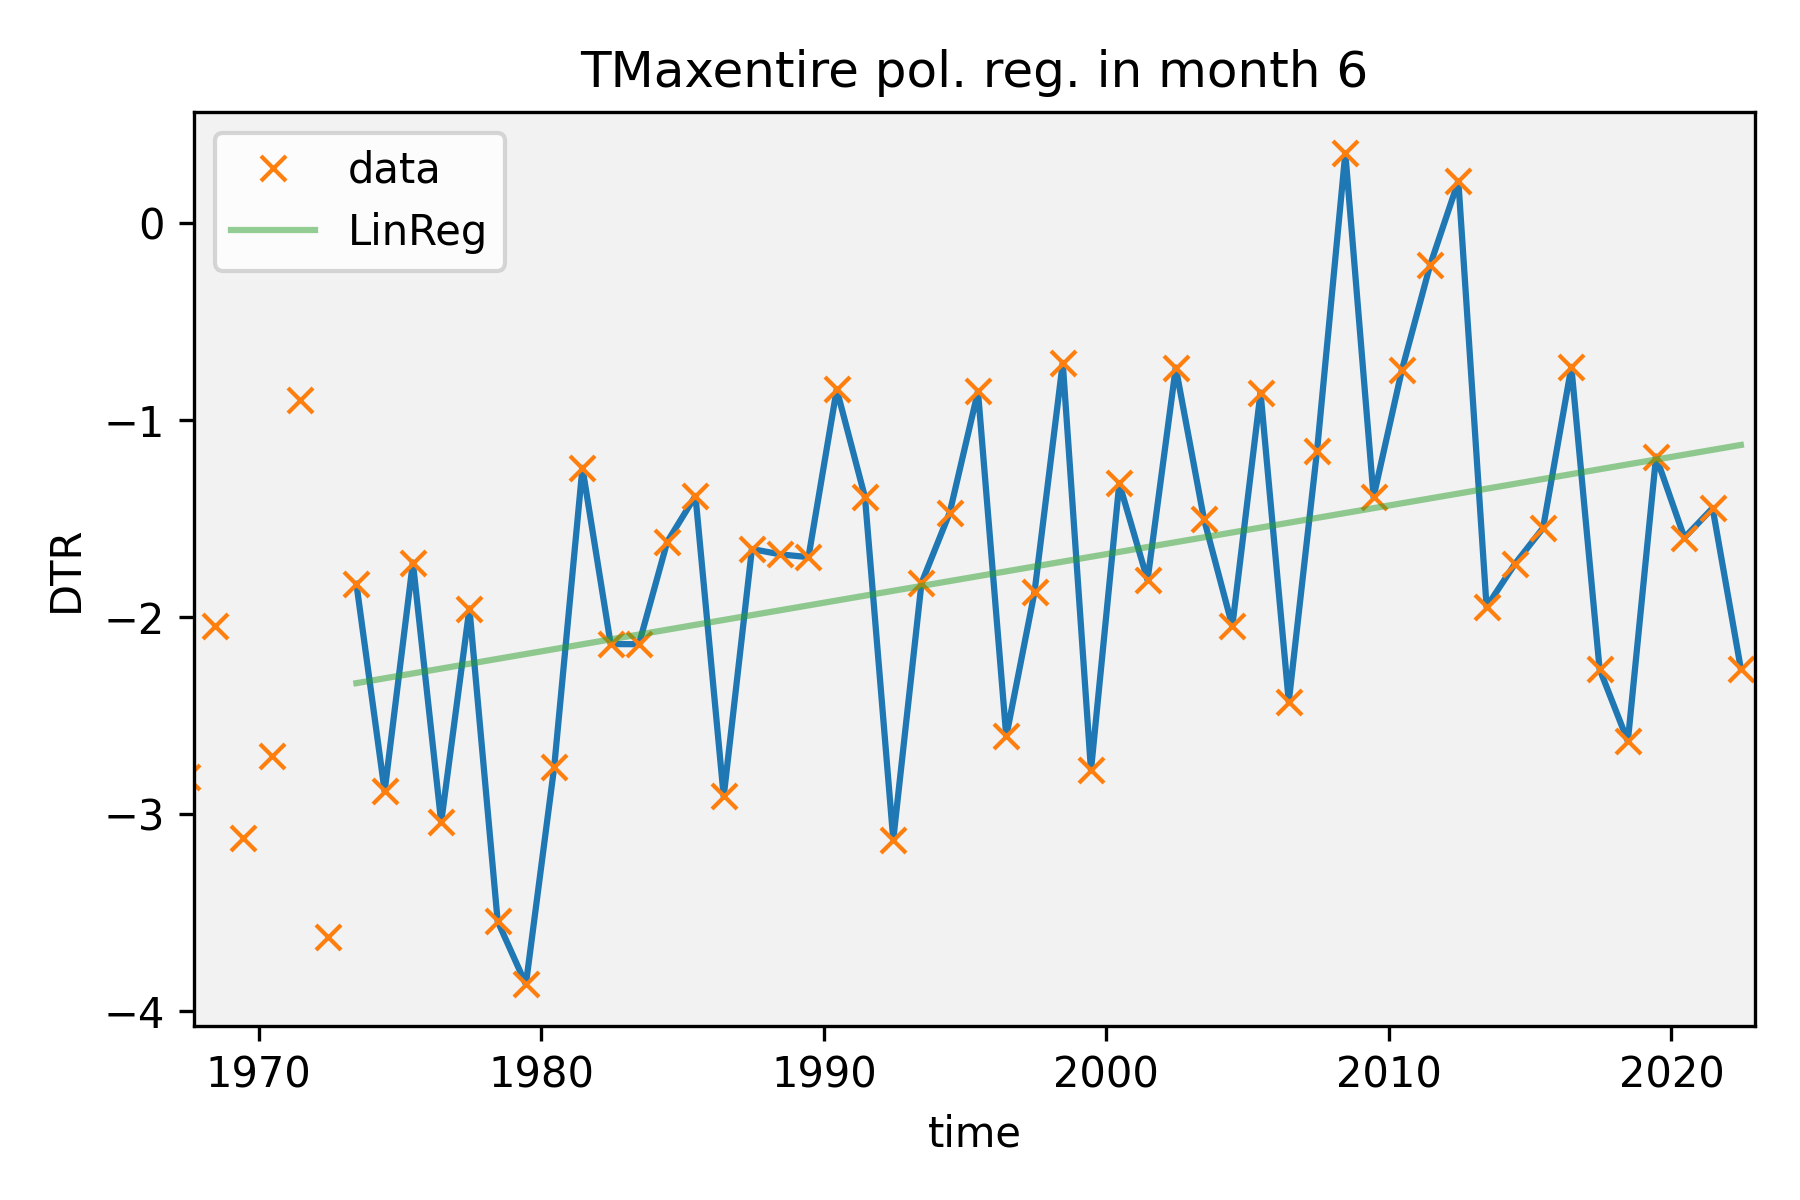 TMaxentire pol. reg. in month 6
data
LinReg
0
−1
−2
−3
−4
DTR
1970 1980 1990 2000 2010 2020
time